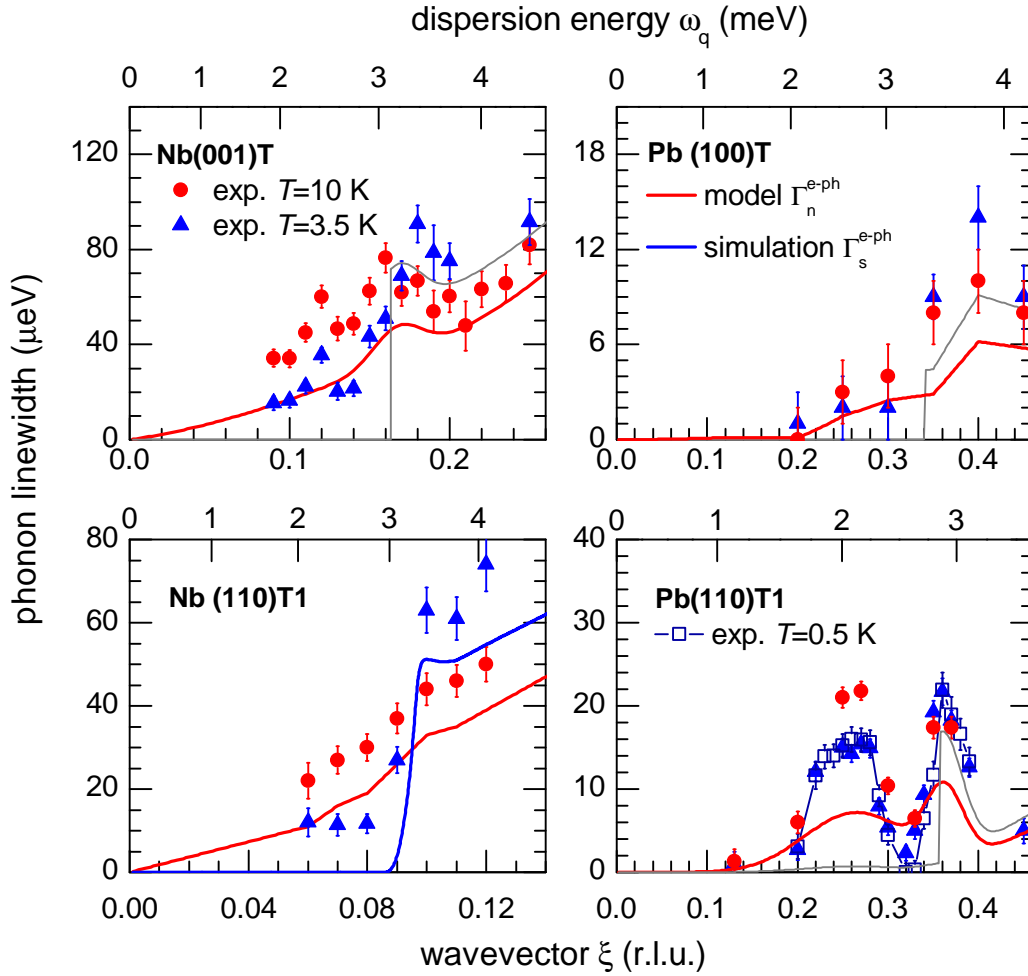 dispersion energy ω_q (meV)
0 1 2 3 4
0 1 2 3 4
phonon linewidth (μeV)
120
80
40
0
Nb(001)T
exp. T=10 K
exp. T=3.5 K
0.0 0.1 0.2
18
12
6
0
Pb (100)T
model Γ_n^e-ph
simulation Γ_s^e-ph
0.0 0.2 0.3 0.4
0 1 2 3 4
0 1 2 3
80
60
40
20
0
Nb (110)T1
0.00 0.04 0.08 0.12
40
30
20
10
0
Pb(110)T1
exp. T=0.5 K
0.0 0.2 0.3 0.4
wavevector ξ (r.l.u.)